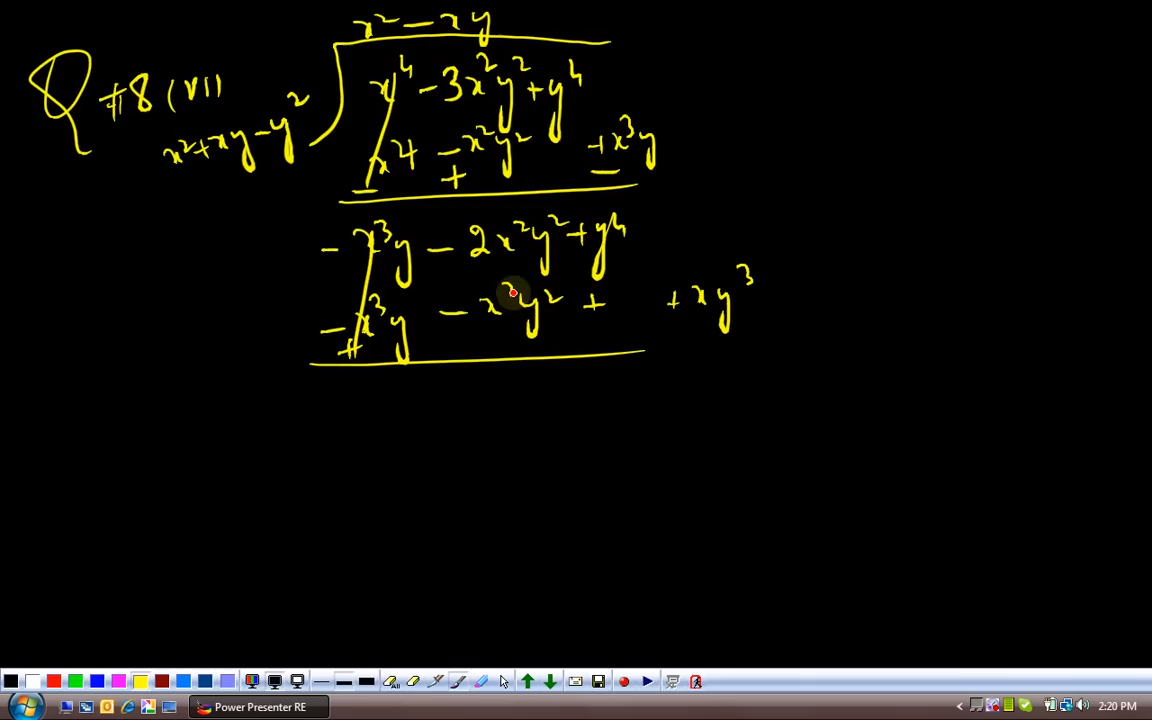 x² - xy
Q #8 (VII)
x⁴ - 3x²y² + y⁴
x² + xy - y²
x⁴ - x²y² + x³y
- + -
- x³y - 2x²y² + y⁴
- x³y - x²y² + + xy³
+
Power Presenter RE
2:20 PM